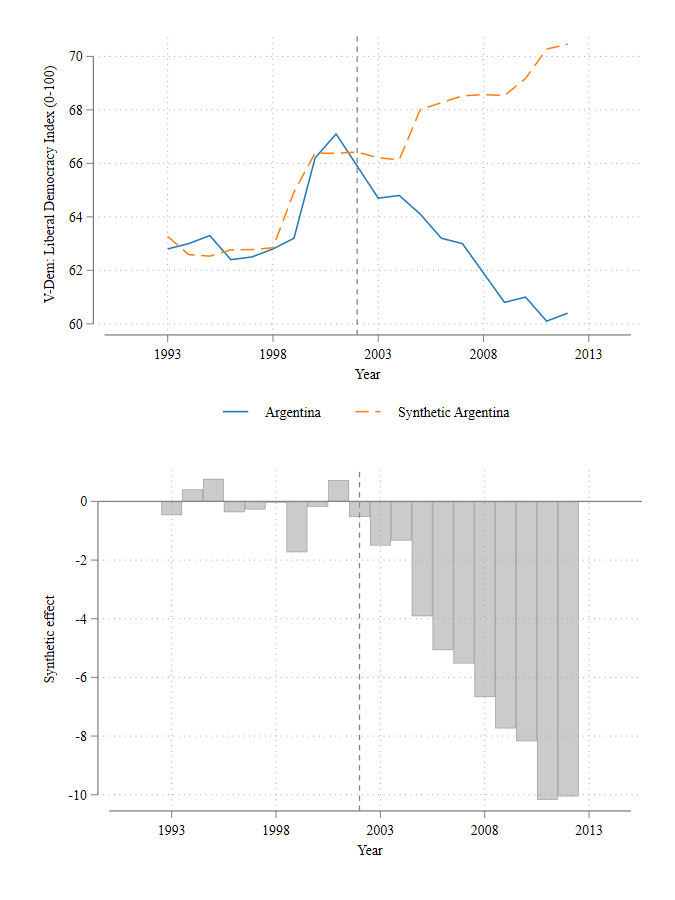 V-Dem: Liberal Democracy Index (0-100)
70
68
66
64
62
60
1993 1998 2003 2008 2013
Year
Argentina Synthetic Argentina
Synthetic effect
0
-2
-4
-6
-8
-10
1993 1998 2003 2008 2013
Year